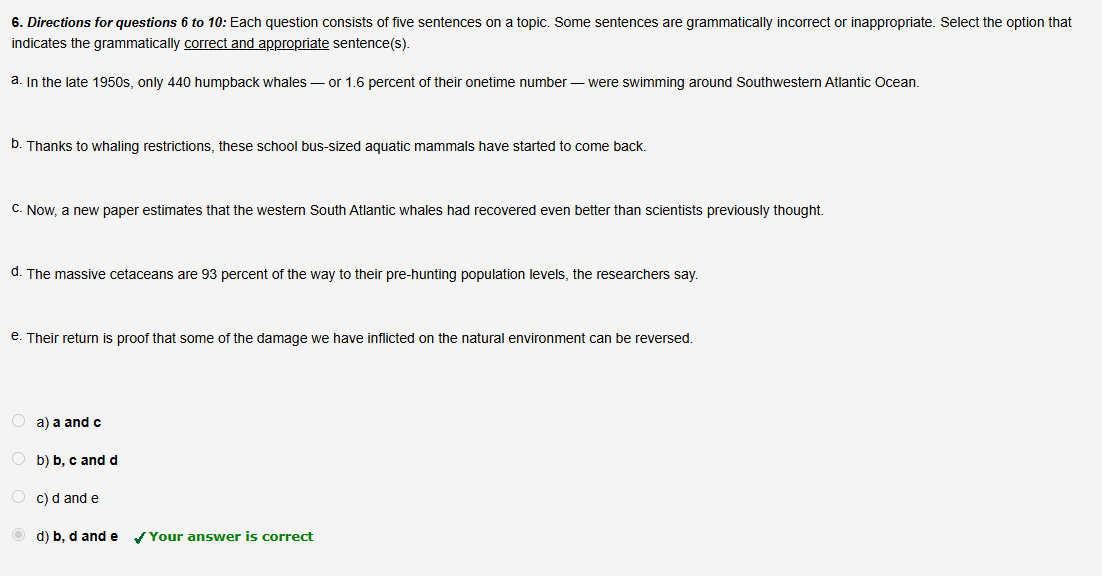 6. Directions for questions 6 to 10: Each question consists of five sentences on a topic. Some sentences are grammatically incorrect or inappropriate. Select the option that
indicates the grammatically correct and appropriate sentence(s).
a. In the late 1950s, only 440 humpback whales — or 1.6 percent of their onetime number — were swimming around Southwestern Atlantic Ocean.
b. Thanks to whaling restrictions, these school bus-sized aquatic mammals have started to come back.
c. Now, a new paper estimates that the western South Atlantic whales had recovered even better than scientists previously thought.
d. The massive cetaceans are 93 percent of the way to their pre-hunting population levels, the researchers say.
e. Their return is proof that some of the damage we have inflicted on the natural environment can be reversed.
a) a and c
b) b, c and d
c) d and e
d) b, d and e ✓Your answer is correct